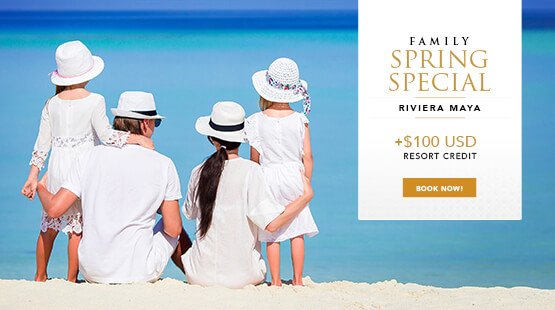 FAMILY
SPRING
SPECIAL
RIVIERA MAYA
+$100 USD
RESORT CREDIT
BOOK NOW!